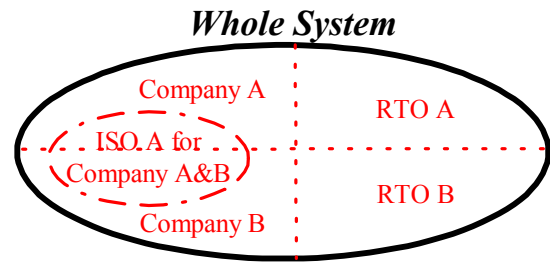 Whole System
Company A
RTO A
ISO A for
Company A&B
RTO B
Company B